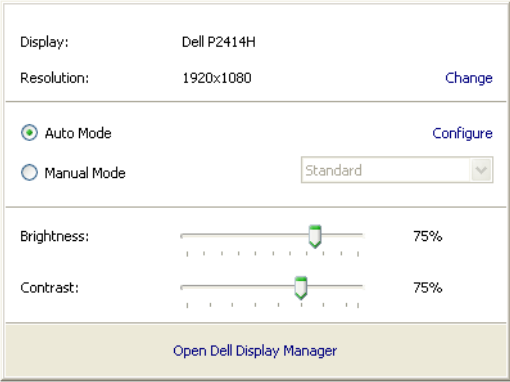 Display: Dell P2414H
Resolution: 1920x1080 Change
Auto Mode Configure
Manual Mode Standard
Brightness: 75%
Contrast: 75%
Open Dell Display Manager